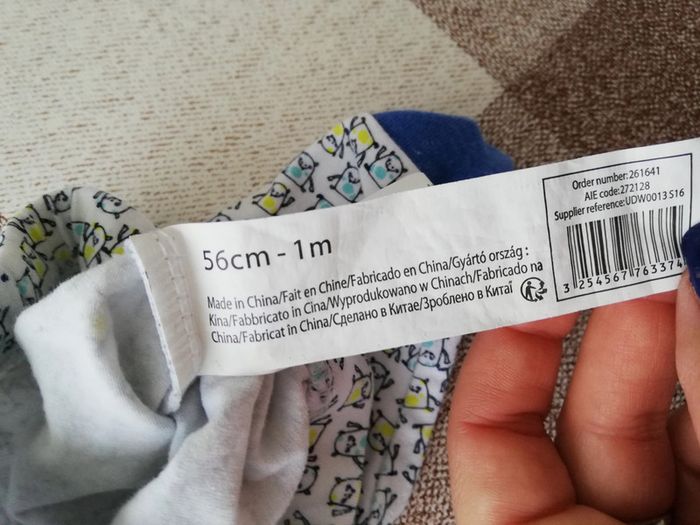 56cm - 1m
Made in China/Fait en Chine/Fabricado en China/Gyártó ország :
Kína/Fabbricato in Cina/Wyprodukowano w Chinach/Fabricado na
China/Fabricat in China/Сделано в Китае/Зроблено в Китаї
Order number:261641
AIE code:272128
Supplier reference:UDW0013 S16
3 254567 763374